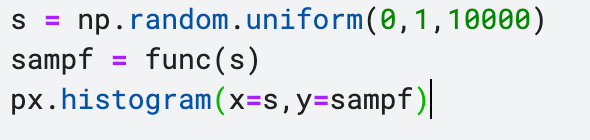 s = np.random.uniform(0,1,10000)
sampf = func(s)
px.histogram(x=s,y=sampf)